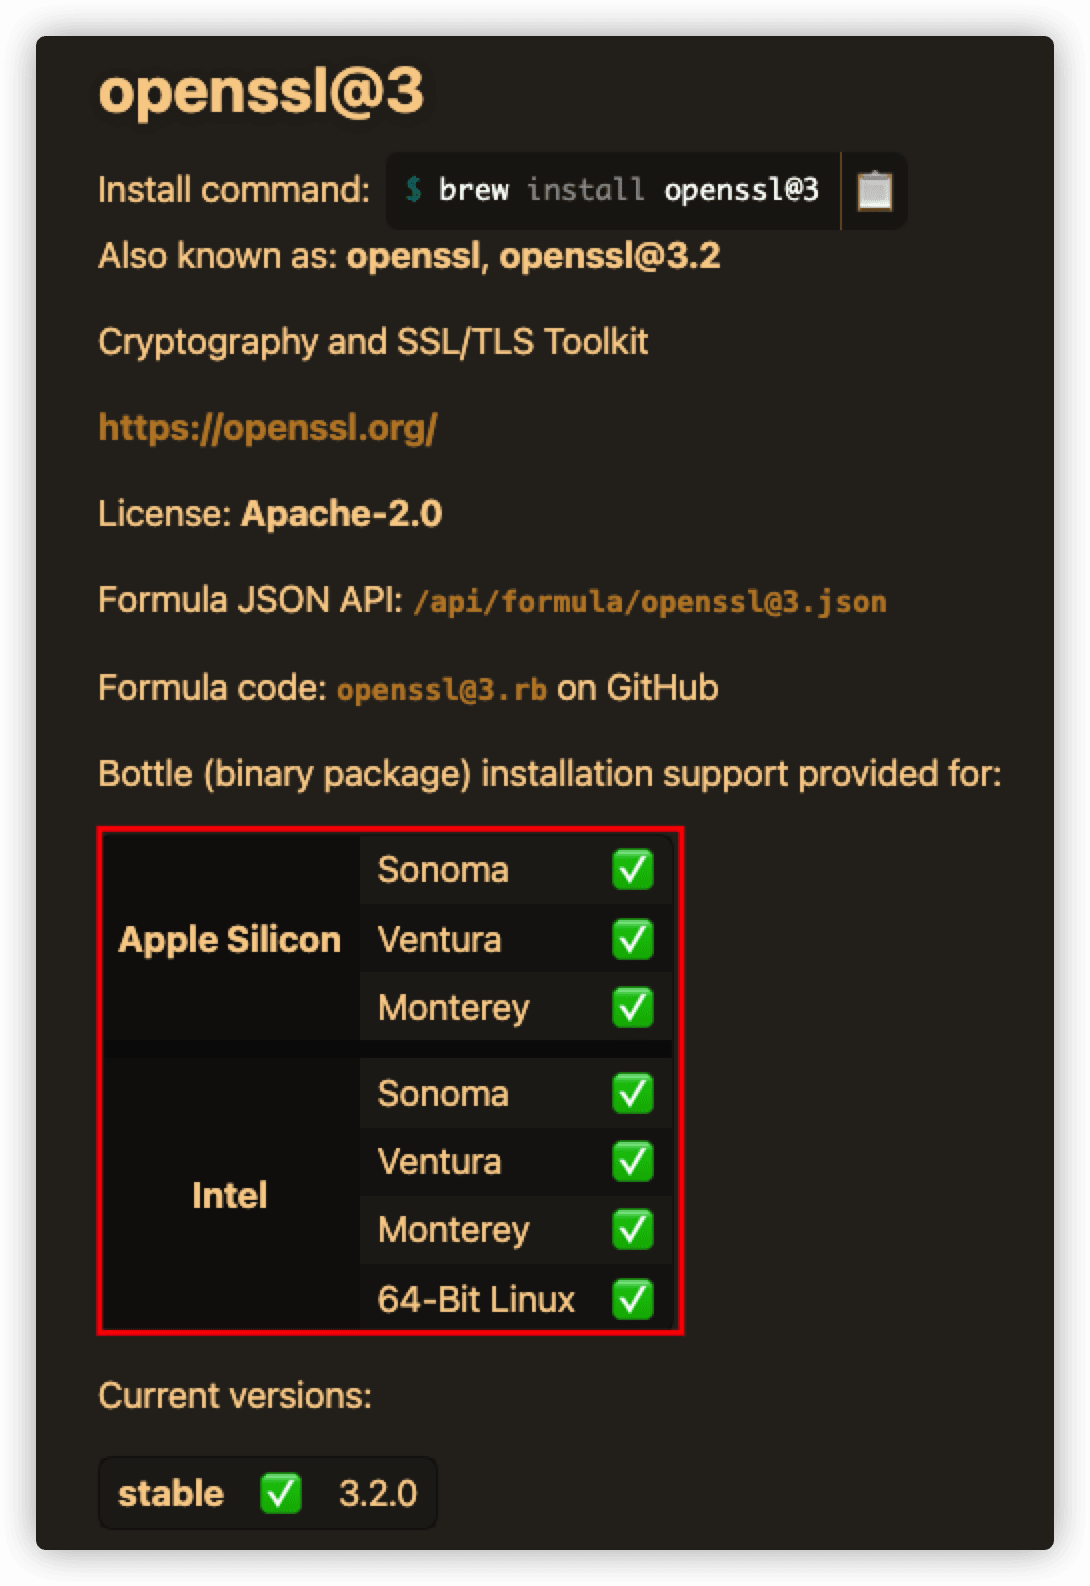 openssl@3
Install command: $ brew install openssl@3
Also known as: openssl, openssl@3.2
Cryptography and SSL/TLS Toolkit
https://openssl.org/
License: Apache-2.0
Formula JSON API: /api/formula/openssl@3.json
Formula code: openssl@3.rb on GitHub
Bottle (binary package) installation support provided for:
Apple Silicon
Sonoma ✅
Ventura ✅
Monterey ✅
Intel
Sonoma ✅
Ventura ✅
Monterey ✅
64-Bit Linux ✅
Current versions:
stable ✅ 3.2.0